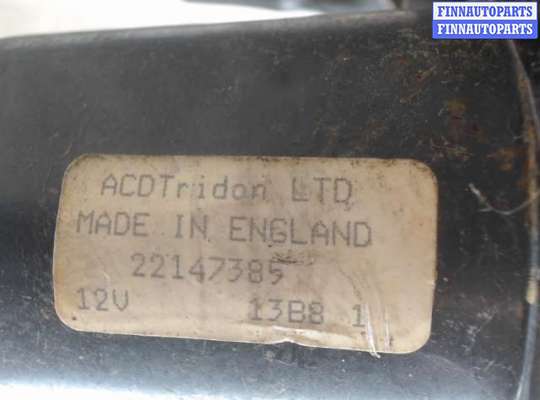 FINNAUTOPARTS
FINNAUTOPARTS
ACDTridon LTD
MADE IN ENGLAND
22147385
12V 13B8 1